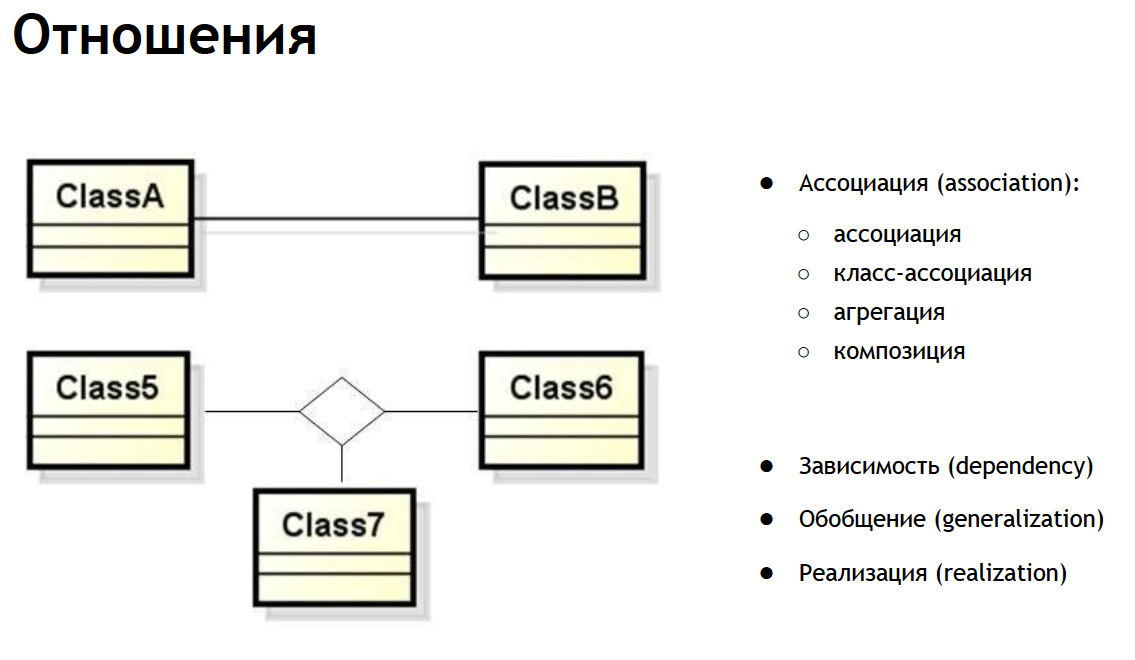 Отношения
ClassA
ClassB
Class5
Class6
Class7
● Ассоциация (association):
○ ассоциация
○ класс-ассоциация
○ агрегация
○ композиция
● Зависимость (dependency)
● Обобщение (generalization)
● Реализация (realization)